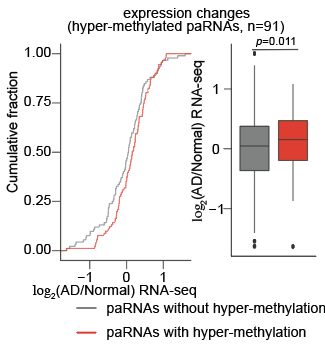 expression changes
(hyper-methylated paRNAs, n=91)
p=0.011
Cumulative fraction
1.00
0.75
0.50
0.25
0.00
−1
0
1
log2(AD/Normal) RNA-seq
log2(AD/Normal) RNA-seq
1
0
−1
paRNAs without hyper-methylation
paRNAs with hyper-methylation